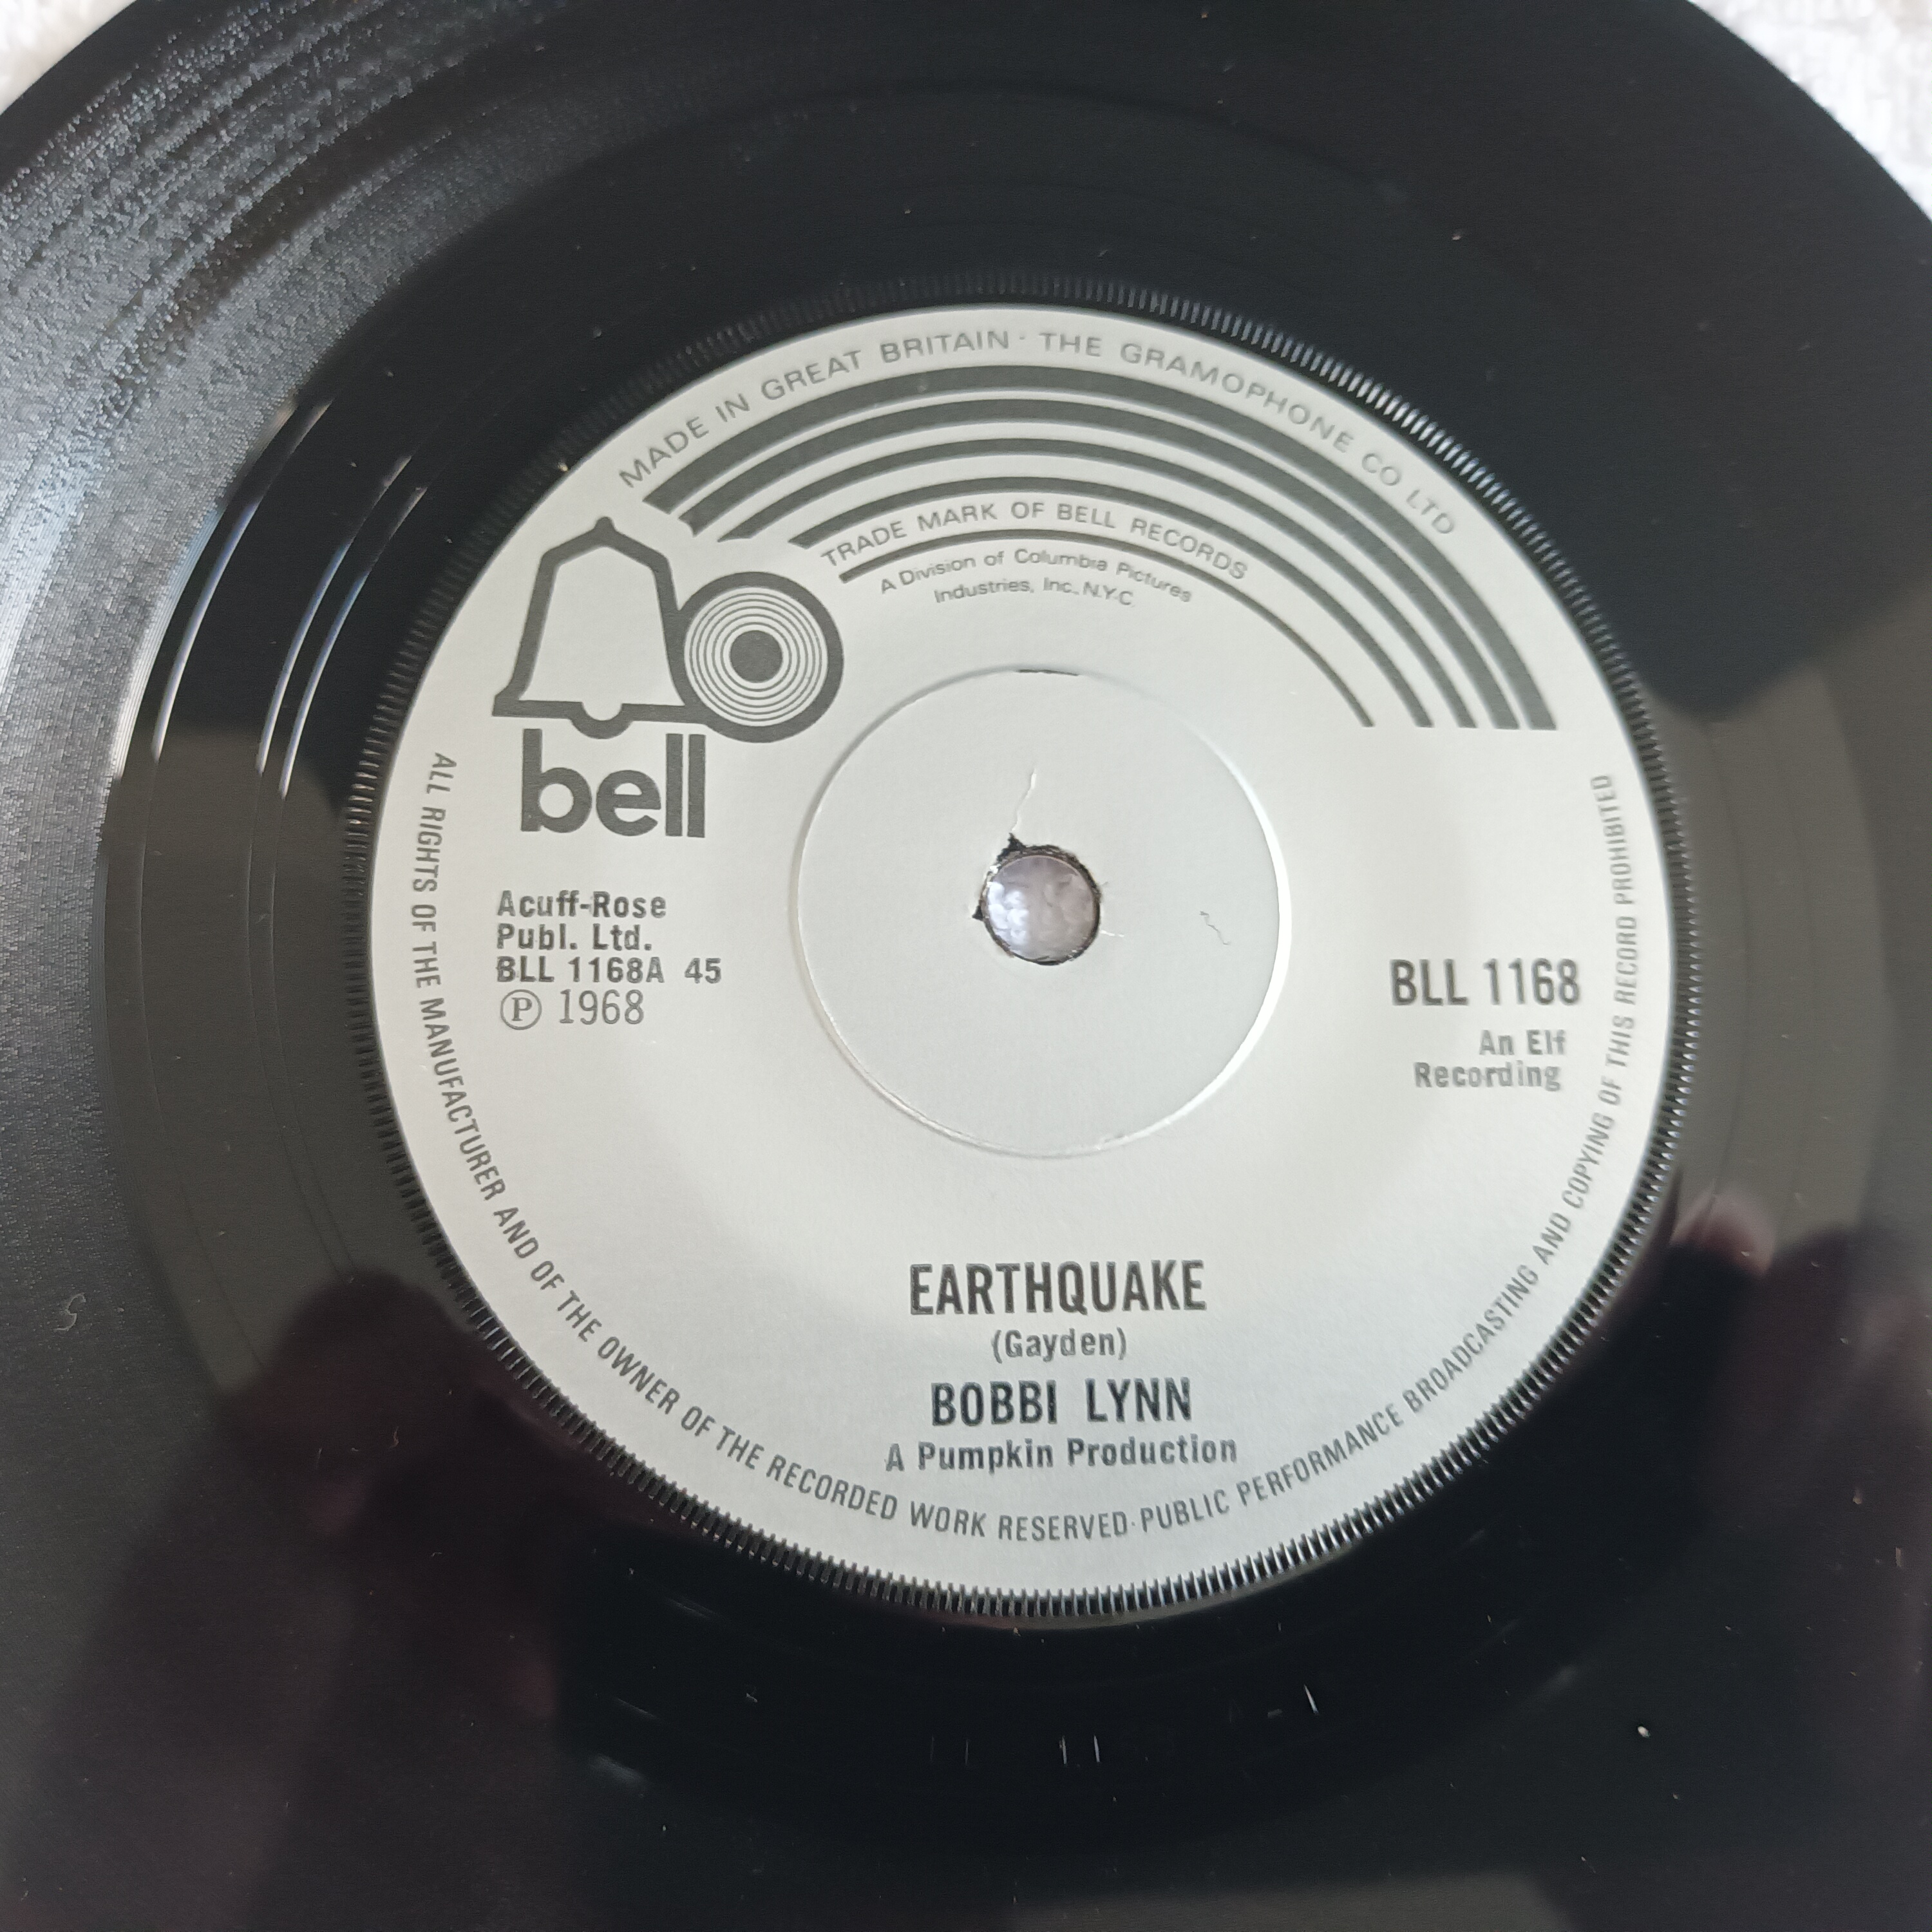 MADE IN GREAT BRITAIN · THE GRAMOPHONE CO LTD
TRADE MARK OF BELL RECORDS
A Division of Columbia Pictures
Industries, Inc. N.Y.C
bell
Acuff-Rose
Publ. Ltd.
BLL 1168A 45
Ⓟ 1968
BLL 1168
An Elf
Recording
EARTHQUAKE
(Gayden)
BOBBI LYNN
A Pumpkin Production
ALL RIGHTS OF THE MANUFACTURER AND OF THE OWNER OF THE RECORDED WORK RESERVED·PUBLIC PERFORMANCE BROADCASTING AND COPYING OF THIS RECORD PROHIBITED